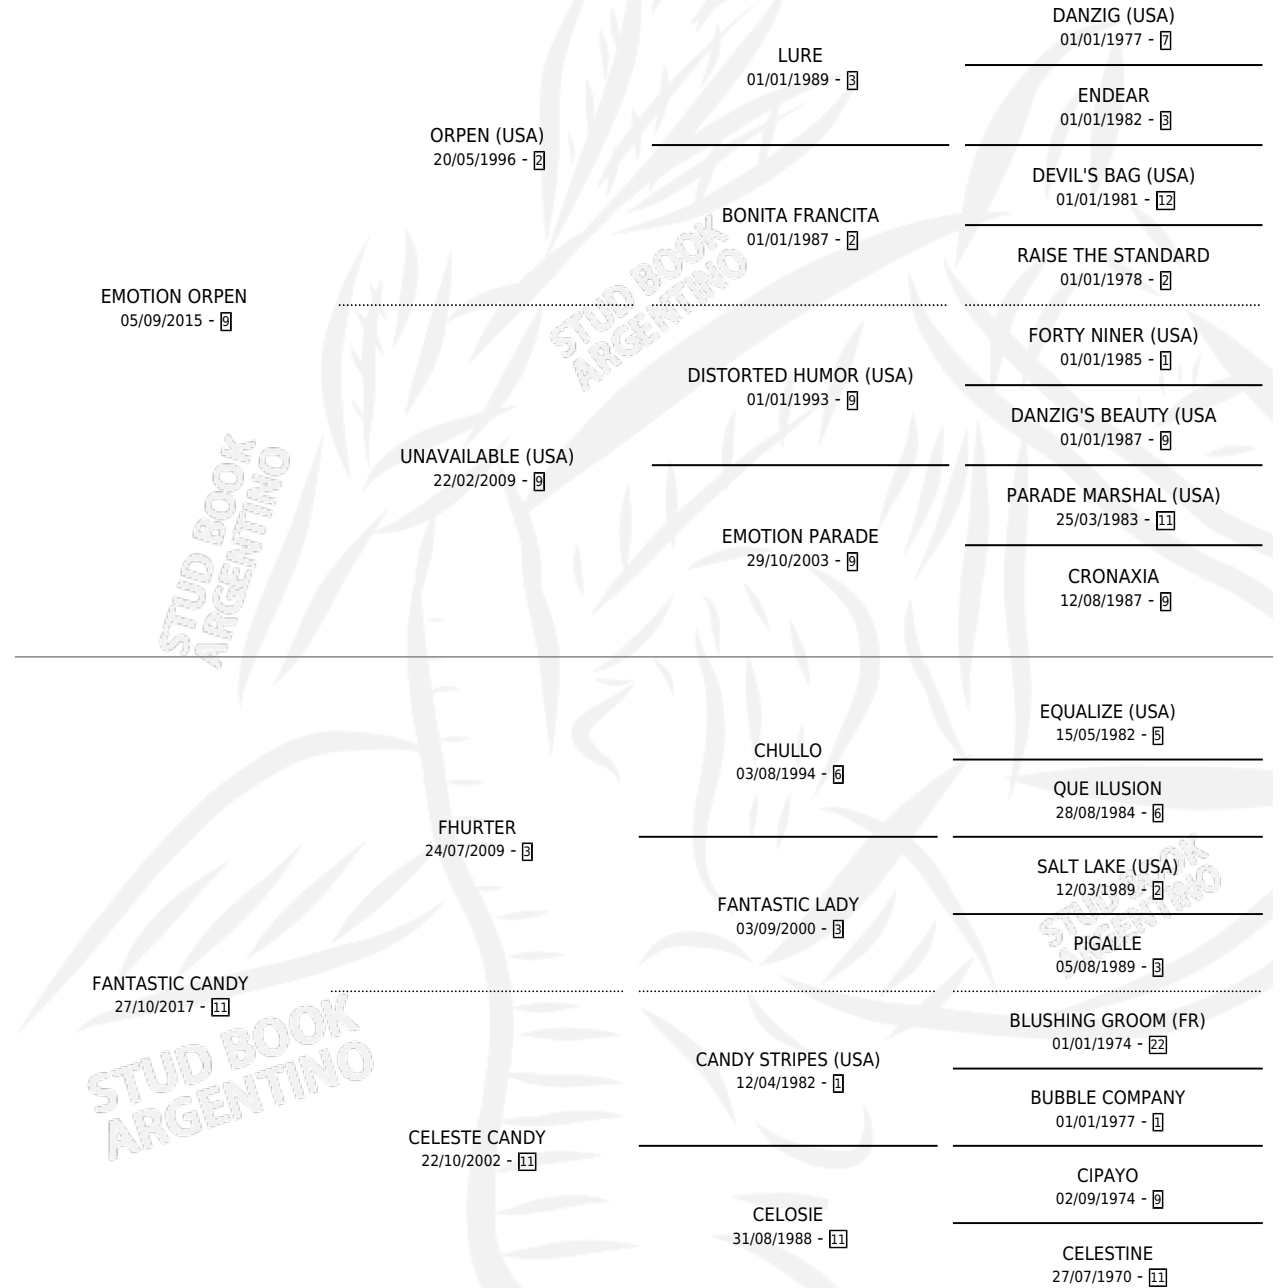 DANZIG (USA)
01/01/1977 - 7
LURE
01/01/1989 - 3
ENDEAR
01/01/1982 - 3
ORPEN (USA)
20/05/1996 - 2
DEVIL'S BAG (USA)
01/01/1981 - 12
BONITA FRANCITA
01/01/1987 - 2
RAISE THE STANDARD
01/01/1978 - 2
EMOTION ORPEN
05/09/2015 - 9
STUD BOOK
ARGENTINO
FORTY NINER (USA)
01/01/1985 - 1
DISTORTED HUMOR (USA)
01/01/1993 - 9
DANZIG'S BEAUTY (USA
01/01/1987 - 9
UNAVAILABLE (USA)
22/02/2009 - 9
PARADE MARSHAL (USA)
25/03/1983 - 11
EMOTION PARADE
29/10/2003 - 9
CRONAXIA
12/08/1987 - 9
STUD BOOK
ARGENTINO
EQUALIZE (USA)
15/05/1982 - 5
CHULLO
03/08/1994 - 6
QUE ILUSION
28/08/1984 - 6
FHURTER
24/07/2009 - 3
SALT LAKE (USA)
12/03/1989 - 2
FANTASTIC LADY
03/09/2000 - 3
PIGALLE
05/08/1989 - 3
STUD BOOK
ARGENTINO
FANTASTIC CANDY
27/10/2017 - 11
BLUSHING GROOM (FR)
01/01/1974 - 22
CANDY STRIPES (USA)
12/04/1982 - 1
BUBBLE COMPANY
01/01/1977 - 1
STUD BOOK
ARGENTINO
CELESTE CANDY
22/10/2002 - 11
CIPAYO
02/09/1974 - 9
CELOSIE
31/08/1988 - 11
CELESTINE
27/07/1970 - 11